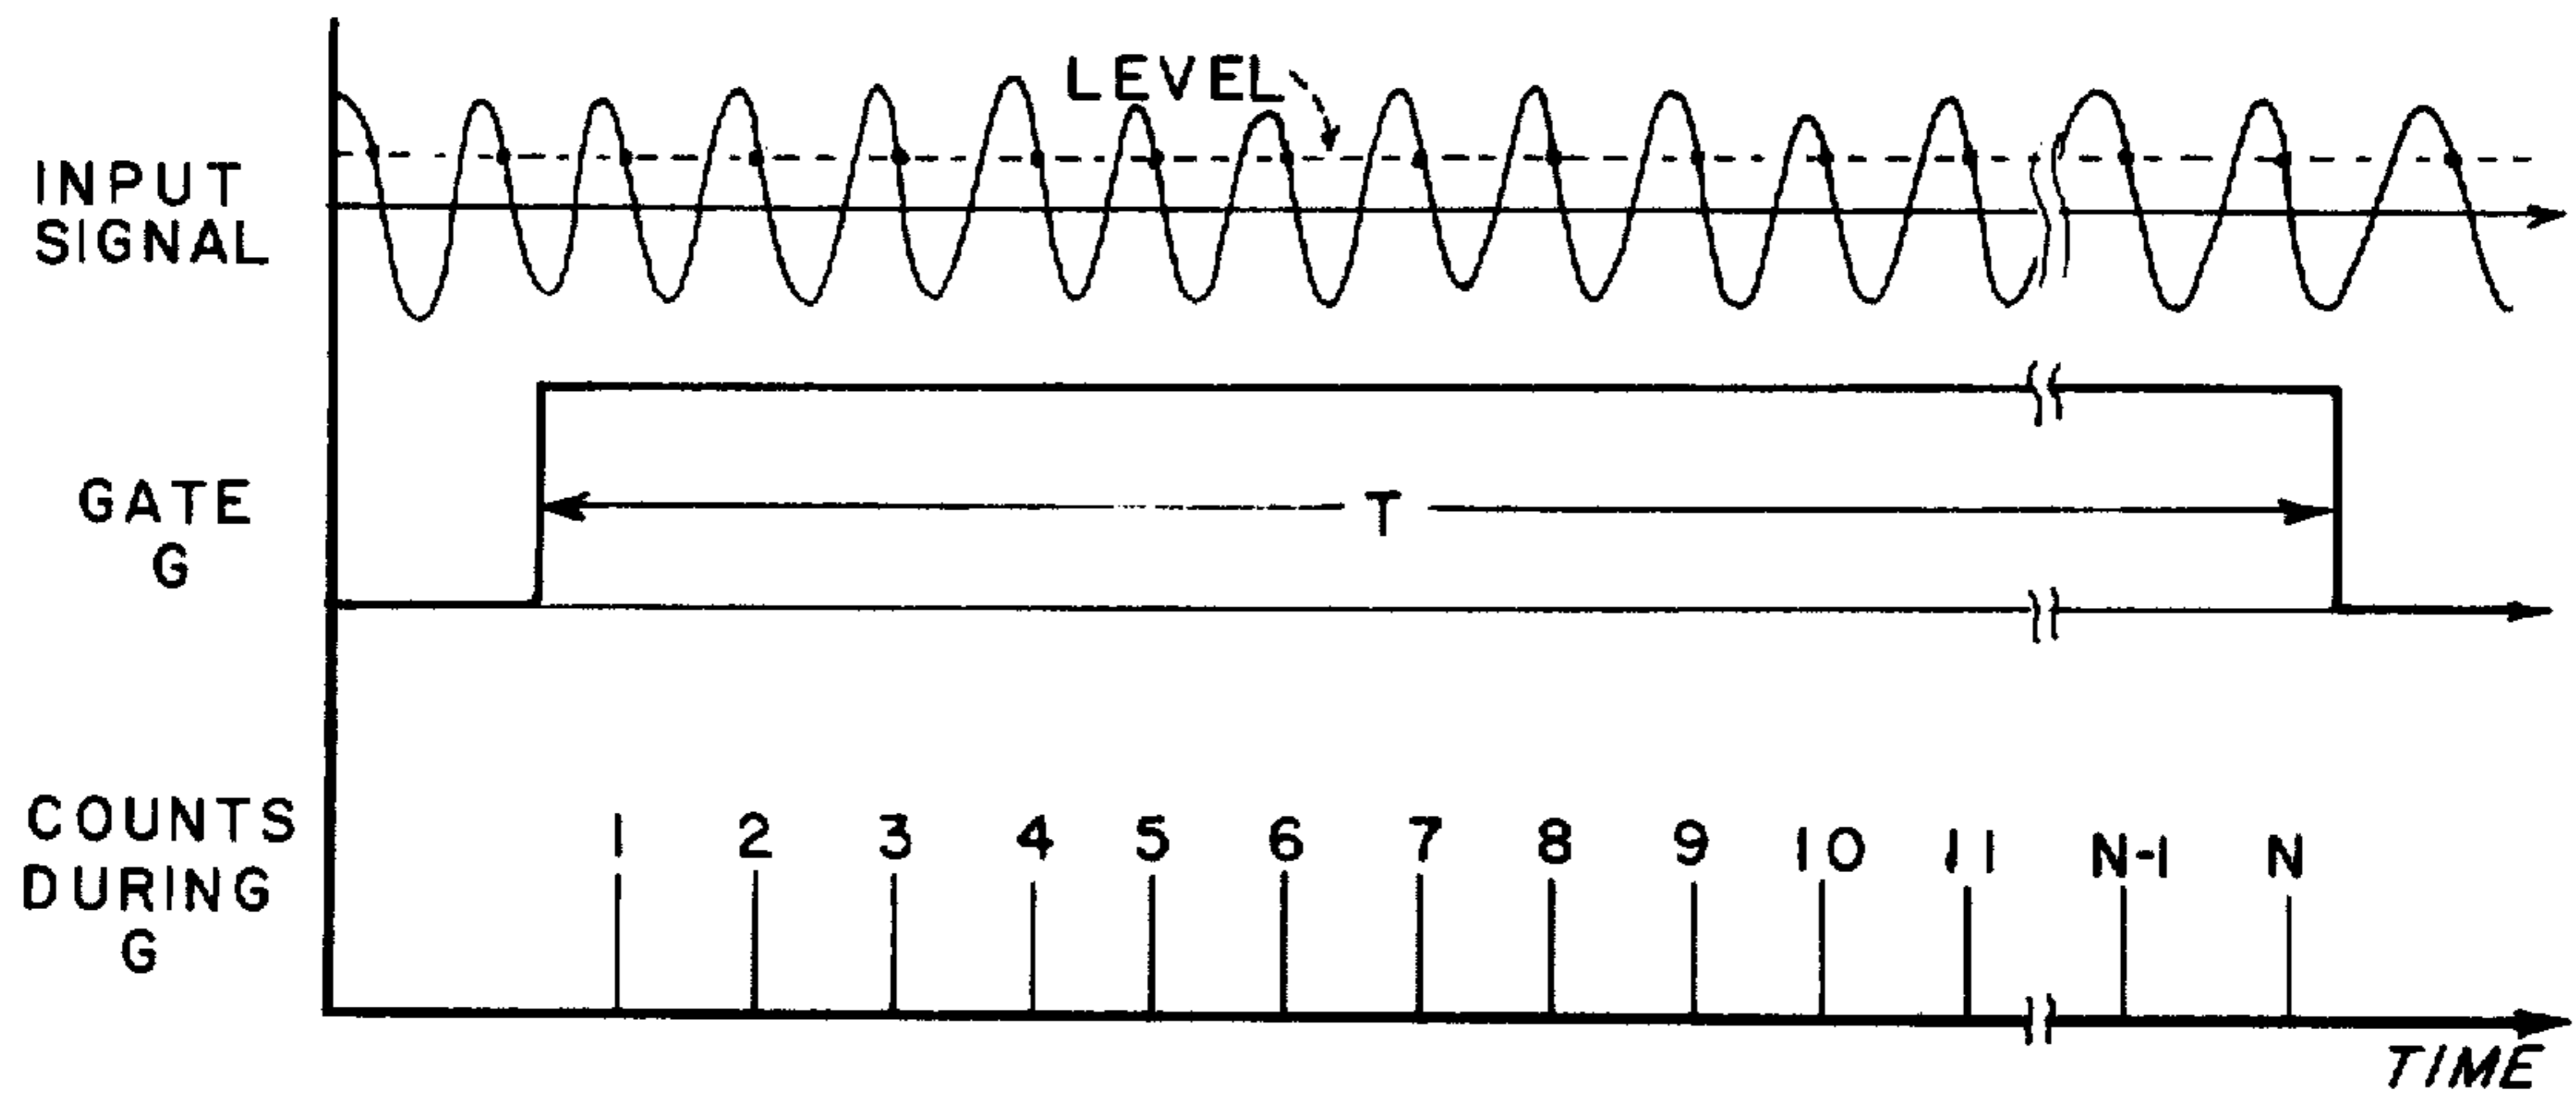 LEVEL
INPUT
SIGNAL
GATE
G
T
COUNTS
DURING
G
1 2 3 4 5 6 7 8 9 10 11 N-1 N
TIME